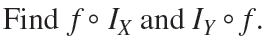 Find f ∘ I_X and I_Y ∘ f.